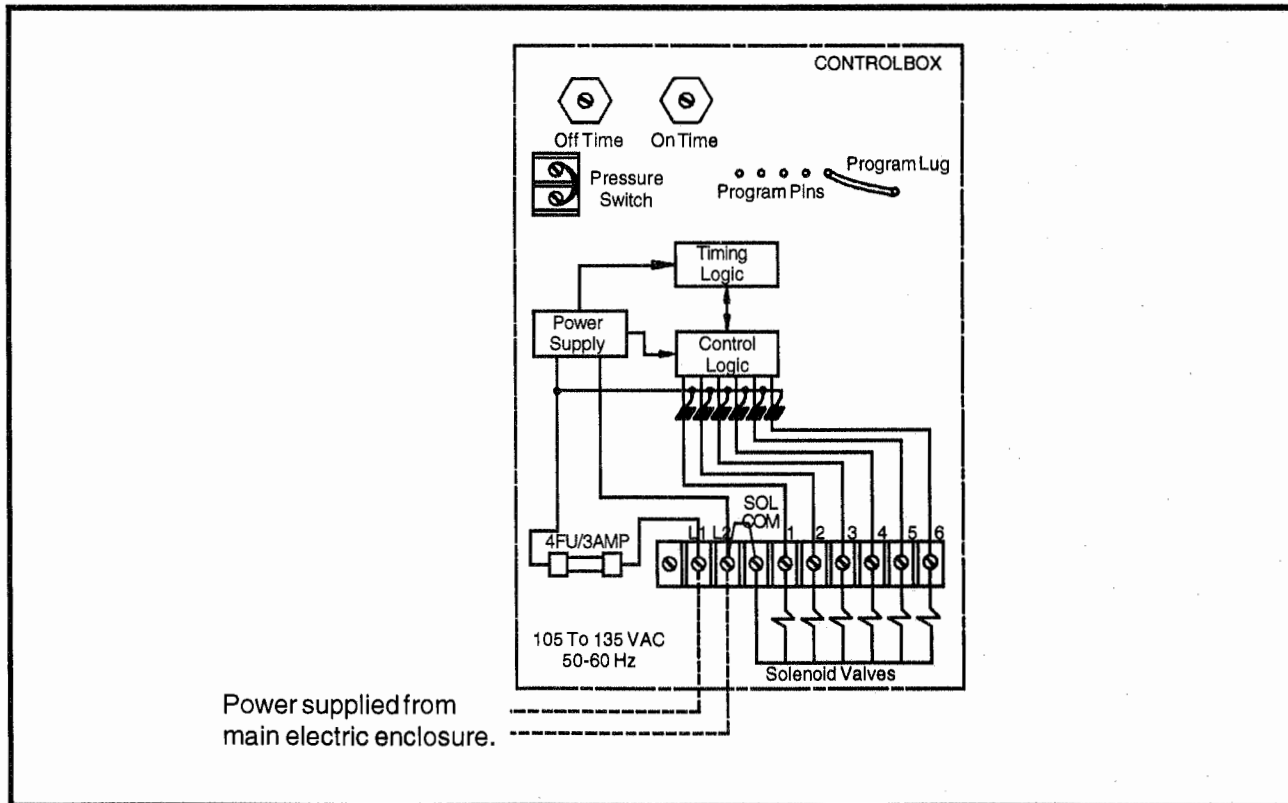 CONTROLBOX
Off Time
On Time
Pressure
Switch
Program Lug
Program Pins
Timing
Logic
Power
Supply
Control
Logic
SOL
COM
4FU/3AMP
L1 L2 1 2 3 4 5 6
105 To 135 VAC
50-60 Hz
Solenoid Valves
Power supplied from
main electric enclosure.